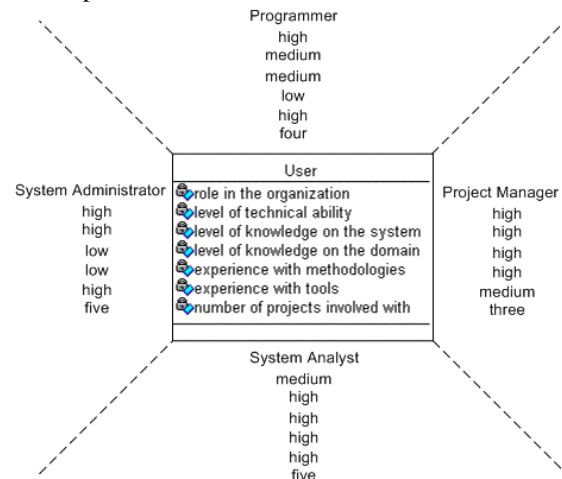 Programmer
high
medium
medium
low
high
four
User
role in the organization
level of technical ability
level of knowledge on the system
level of knowledge on the domain
experience with methodologies
experience with tools
number of projects involved with
System Administrator
high
high
low
low
high
five
Project Manager
high
high
high
high
medium
three
System Analyst
medium
high
high
high
high
five